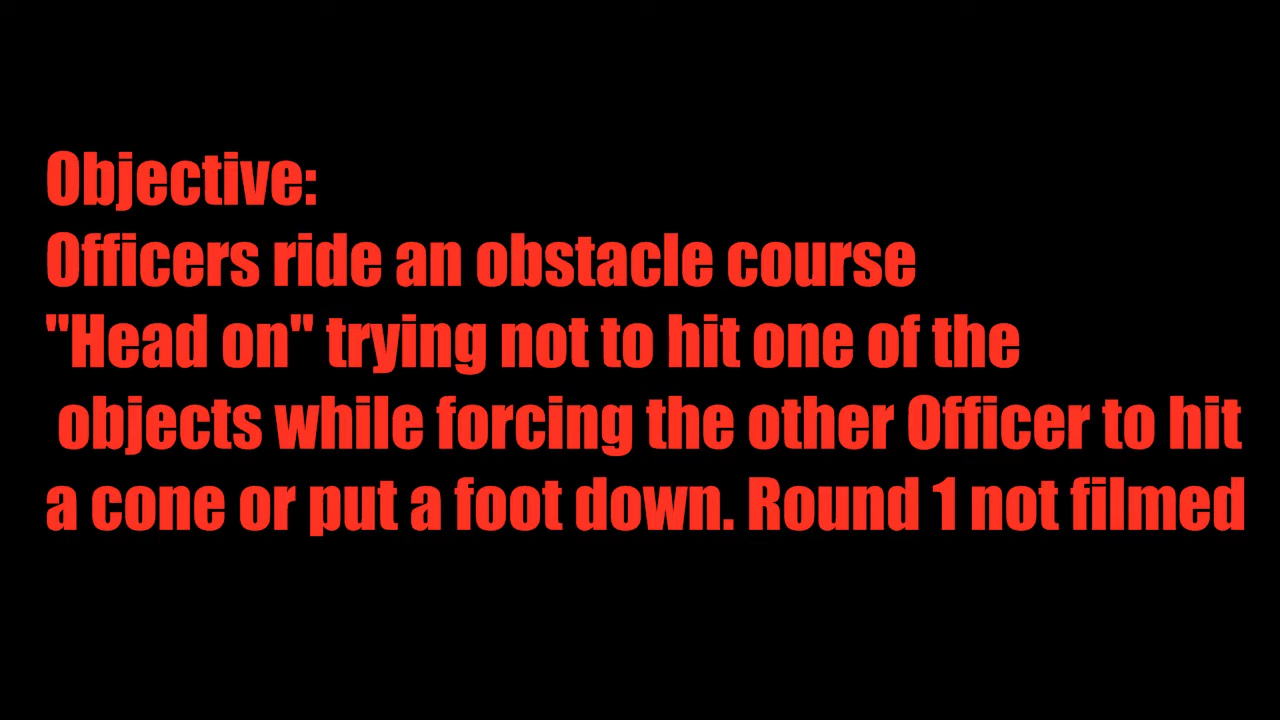 Objective:
Officers ride an obstacle course
"Head on" trying not to hit one of the
objects while forcing the other Officer to hit
a cone or put a foot down. Round 1 not filmed